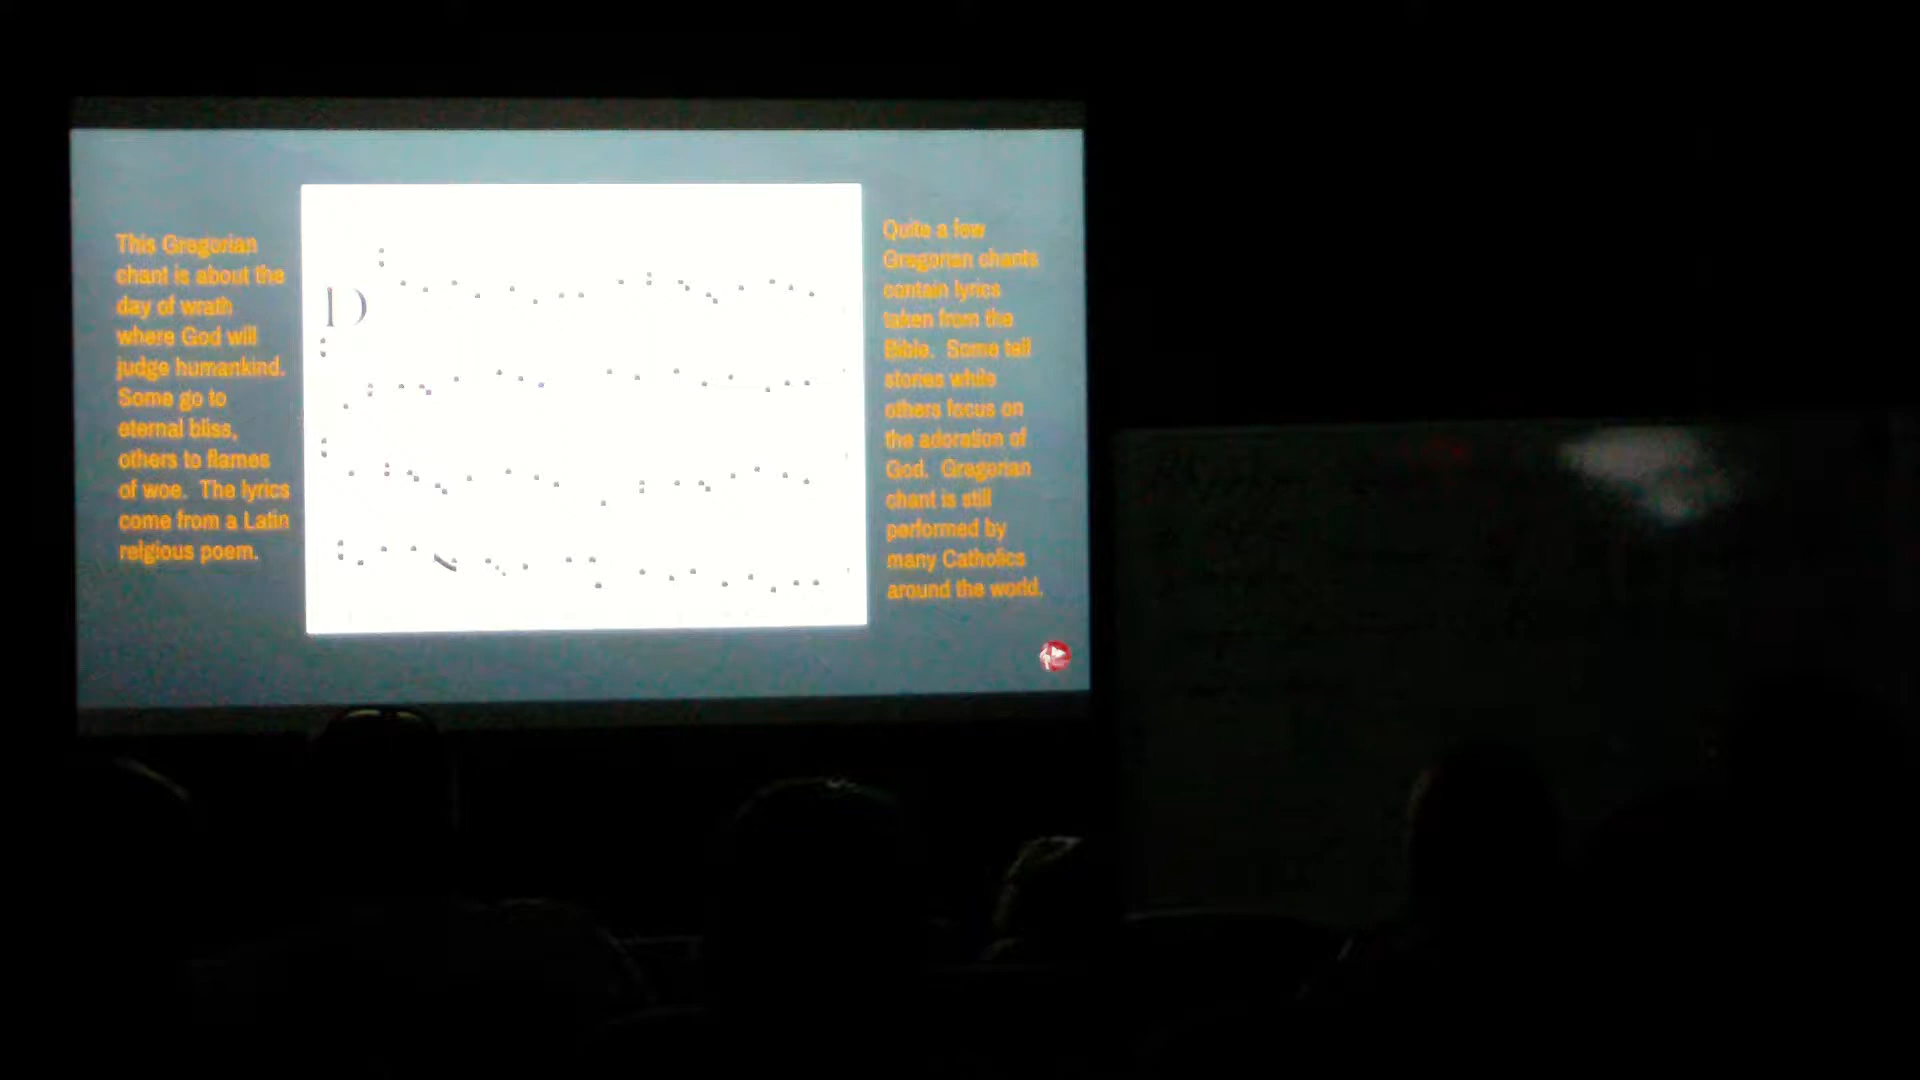 This Gregorian
chant is about the
day of wrath
where God will
judge humankind.
Some go to
eternal bliss,
others to flames
of woe. The lyrics
come from a Latin
relgious poem.
D
Quite a few
Gregorian chants
contain lyrics
taken from the
Bible. Some tell
stories while
others focus on
the adoration of
God. Gregorian
chant is still
performed by
many Catholics
around the world.